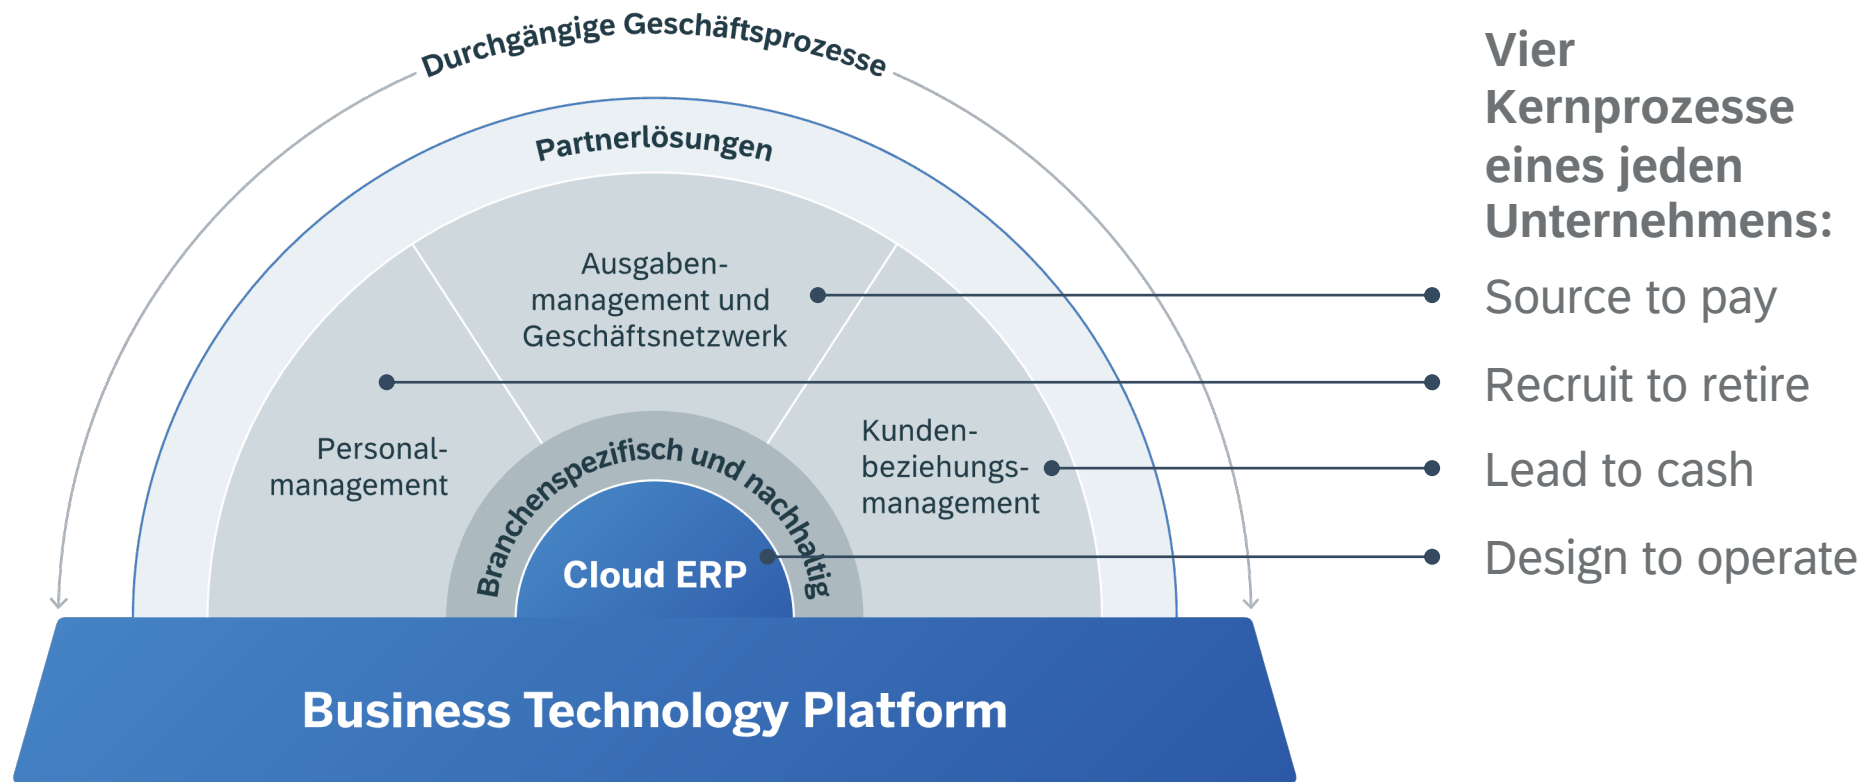 Durchgängige Geschäftsprozesse
Partnerlösungen
Ausgaben-
management und
Geschäftsnetzwerk
Personal-
management
Kunden-
beziehungs-
management
Branchenspezifisch und nachhaltig
Cloud ERP
Business Technology Platform
Vier
Kernprozesse
eines jeden
Unternehmens:
Source to pay
Recruit to retire
Lead to cash
Design to operate